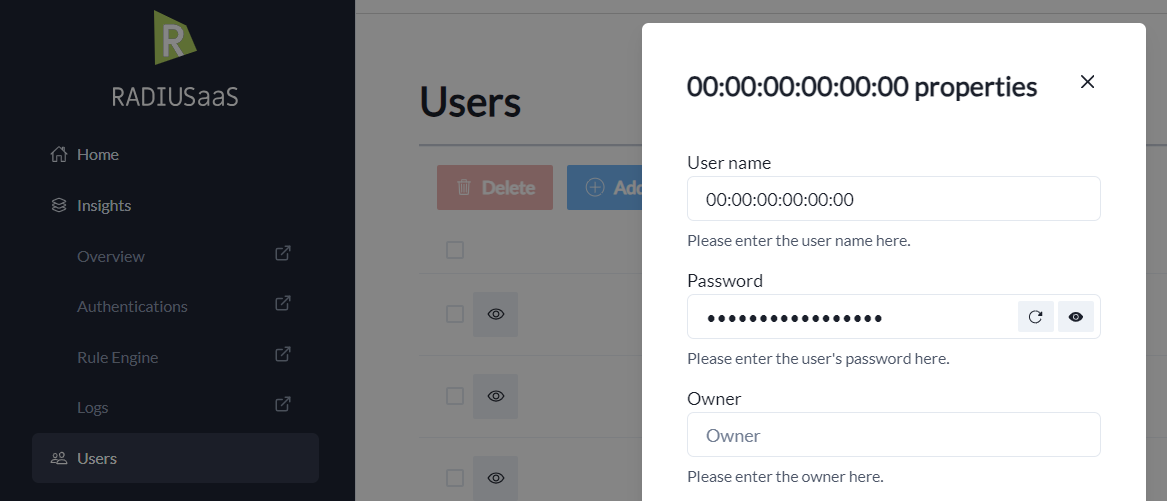 R
RADIUSaaS
Home
Insights
Overview
Authentications
Rule Engine
Logs
Users
Users
Delete
Add
00:00:00:00:00:00 properties
User name
00:00:00:00:00:00
Please enter the user name here.
Password
•••••••••••••••••
Please enter the user's password here.
Owner
Owner
Please enter the owner here.